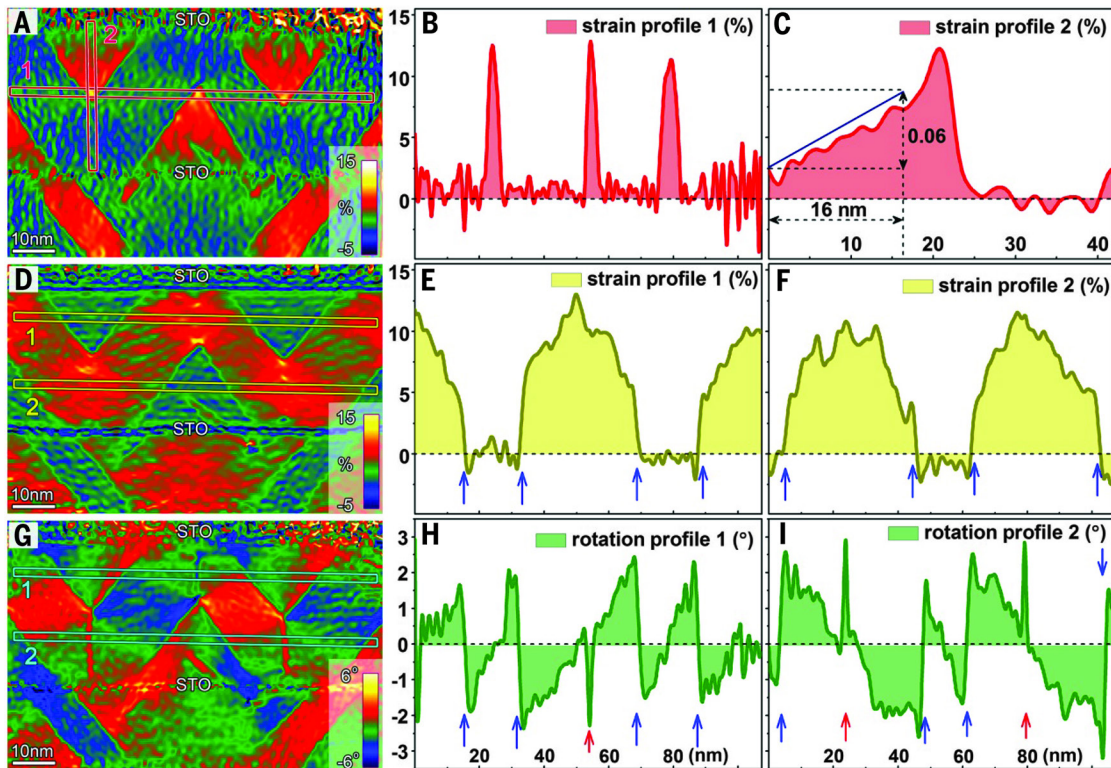 A
STO
2
1
STO
15
%
-5
10nm
B
strain profile 1 (%)
15
10
5
0
C
strain profile 2 (%)
0.06
16 nm
10 20 30 40
D
STO
1
2
STO
15
%
-5
10nm
E
strain profile 1 (%)
15
10
5
0
F
strain profile 2 (%)
G
STO
1
2
STO
6°
-6°
10nm
H
rotation profile 1 (°)
3
2
1
0
-1
-2
-3
20 40 60 80 (nm)
I
rotation profile 2 (°)
20 40 60 80 (nm)